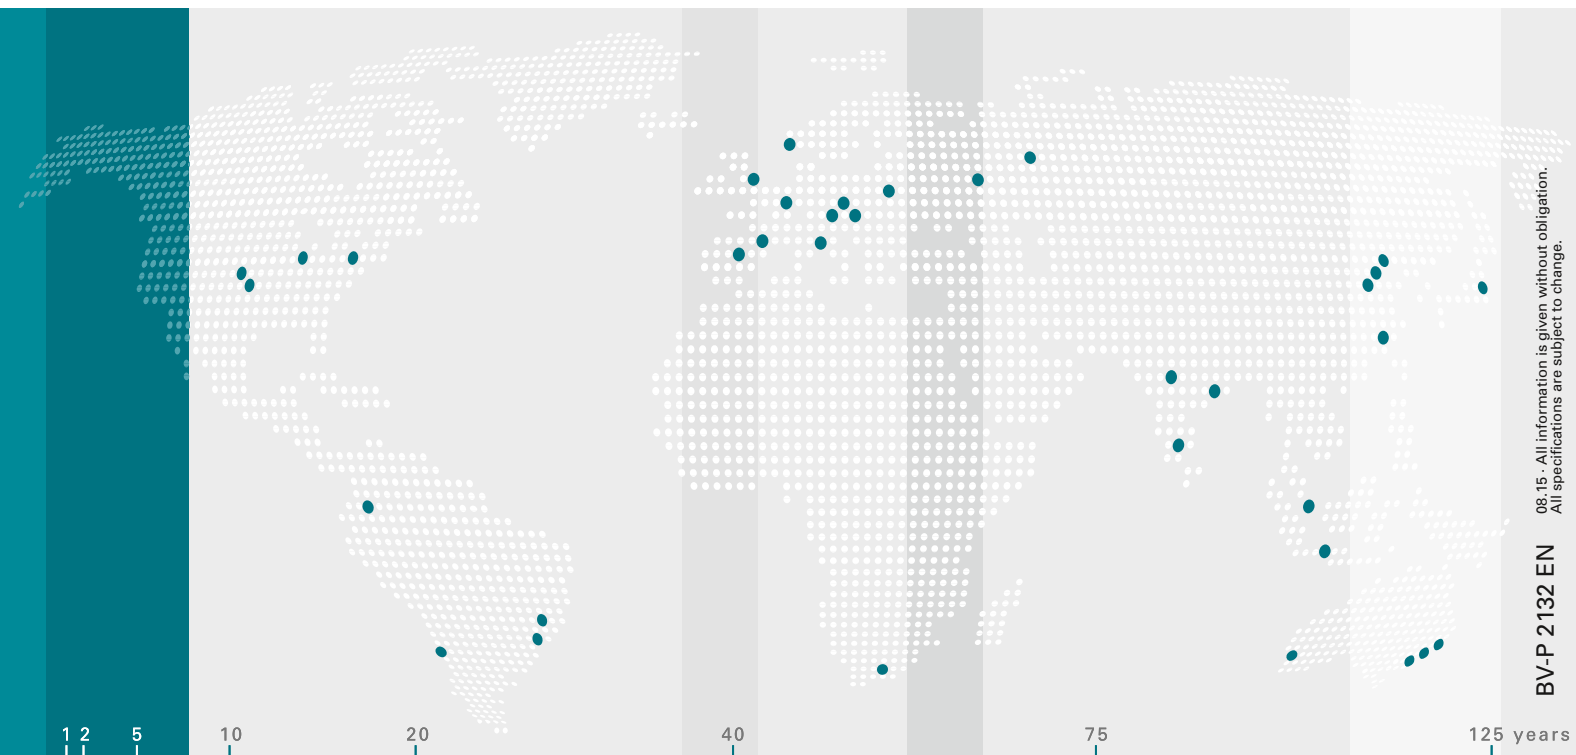 08.15 · All information is given without obligation.
All specifications are subject to change.
BV-P 2132 EN
1 2 5 10 20 40 75 125 years